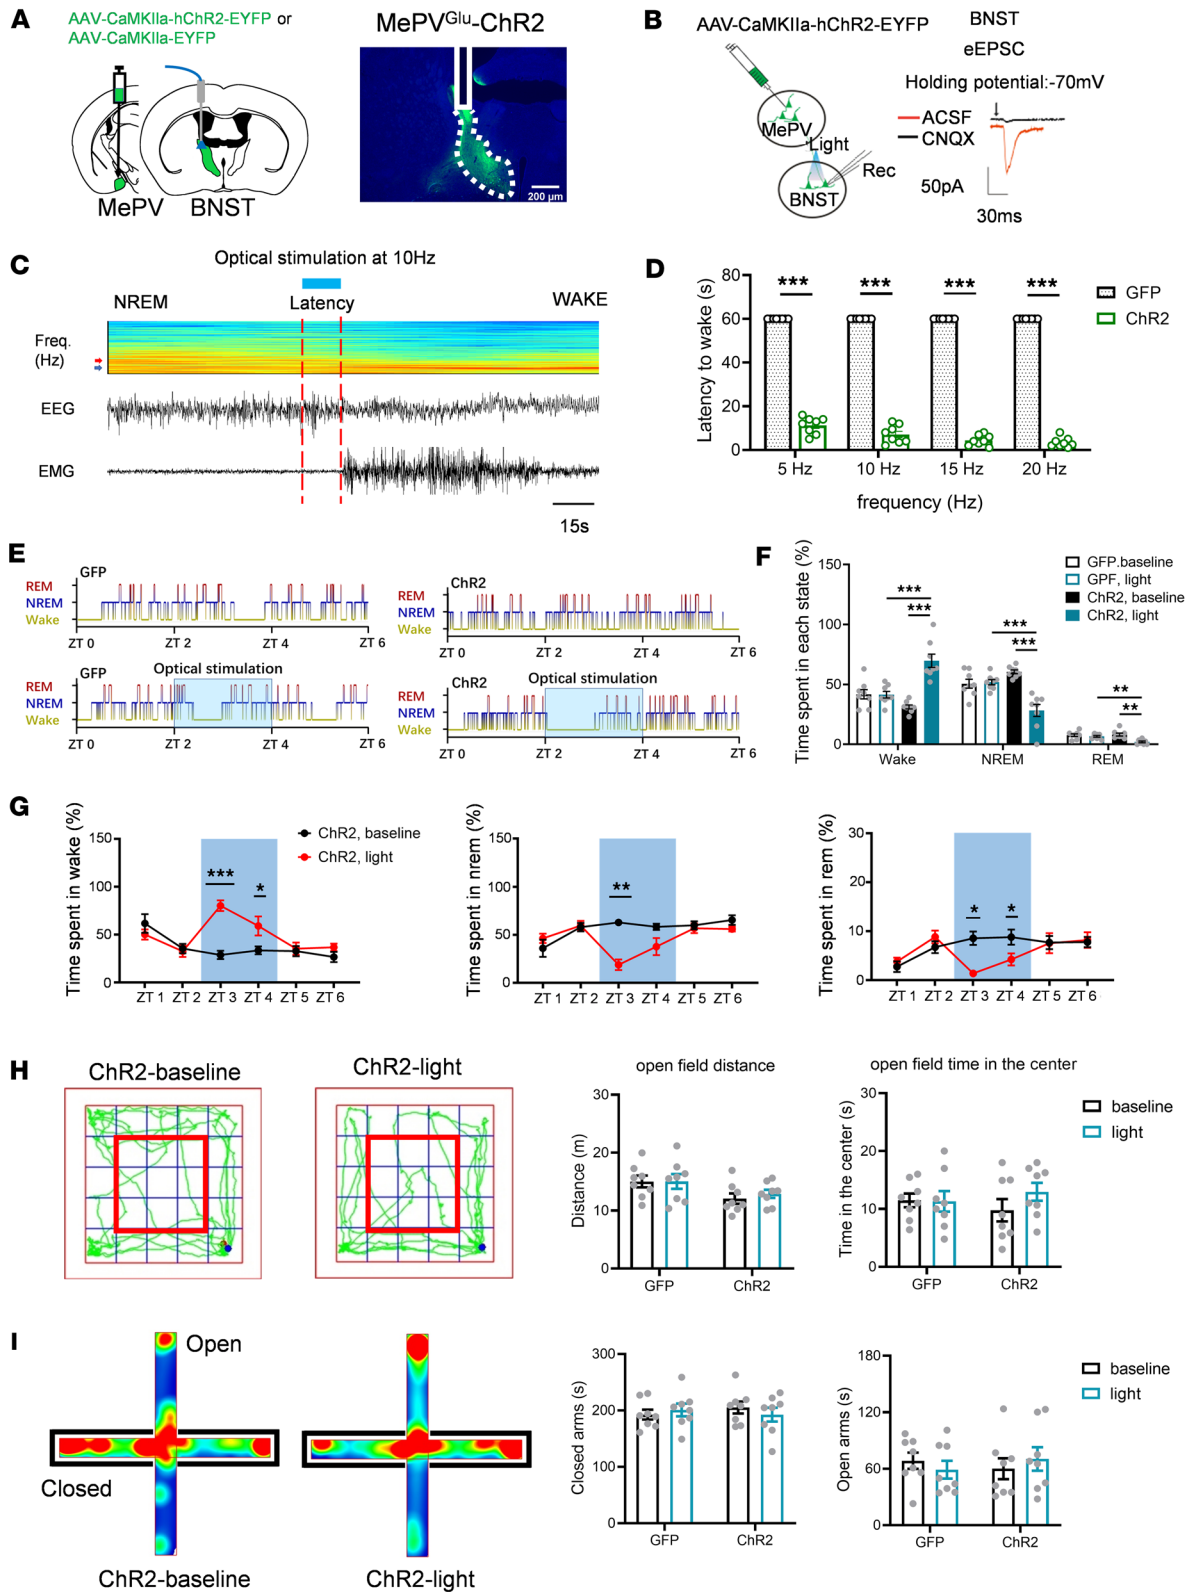 A
AAV-CaMKIIa-hChR2-EYFP or
AAV-CaMKIIa-EYFP
MePV
BNST
MePVGlu-ChR2
200 μm
B
AAV-CaMKIIa-hChR2-EYFP
MePV
Light
BNST
Rec
BNST
eEPSC
Holding potential:-70mV
ACSF
CNQX
50pA
30ms
C
Optical stimulation at 10Hz
NREM
Latency
WAKE
Freq.
(Hz)
EEG
EMG
15s
D
Latency to wake (s)
80
60
40
20
0
***
***
***
***
5 Hz
10 Hz
15 Hz
20 Hz
frequency (Hz)
GFP
ChR2
E
GFP
REM
NREM
Wake
ZT 0
ZT 2
ZT 4
ZT 6
ChR2
REM
NREM
Wake
ZT 0
ZT 2
ZT 4
ZT 6
GFP
Optical stimulation
REM
NREM
Wake
ZT 0
ZT 2
ZT 4
ZT 6
ChR2
Optical stimulation
REM
NREM
Wake
ZT 0
ZT 2
ZT 4
ZT 6
F
Time spent in each state (%)
150
100
50
0
***
***
***
***
**
**
Wake
NREM
REM
GFP.baseline
GPF, light
ChR2, baseline
ChR2, light
G
Time spent in wake (%)
150
100
50
0
***
*
ZT 1
ZT 2
ZT 3
ZT 4
ZT 5
ZT 6
ChR2, baseline
ChR2, light
Time spent in nrem (%)
150
100
50
0
**
ZT 1
ZT 2
ZT 3
ZT 4
ZT 5
ZT 6
Time spent in rem (%)
30
20
10
0
*
*
ZT 1
ZT 2
ZT 3
ZT 4
ZT 5
ZT 6
H
ChR2-baseline
ChR2-light
open field distance
Distance (m)
30
20
10
0
GFP
ChR2
open field time in the center
Time in the center (s)
30
20
10
0
GFP
ChR2
baseline
light
I
Open
Closed
ChR2-baseline
ChR2-light
Closed arms (s)
300
200
100
0
GFP
ChR2
Open arms (s)
180
120
60
0
GFP
ChR2
baseline
light